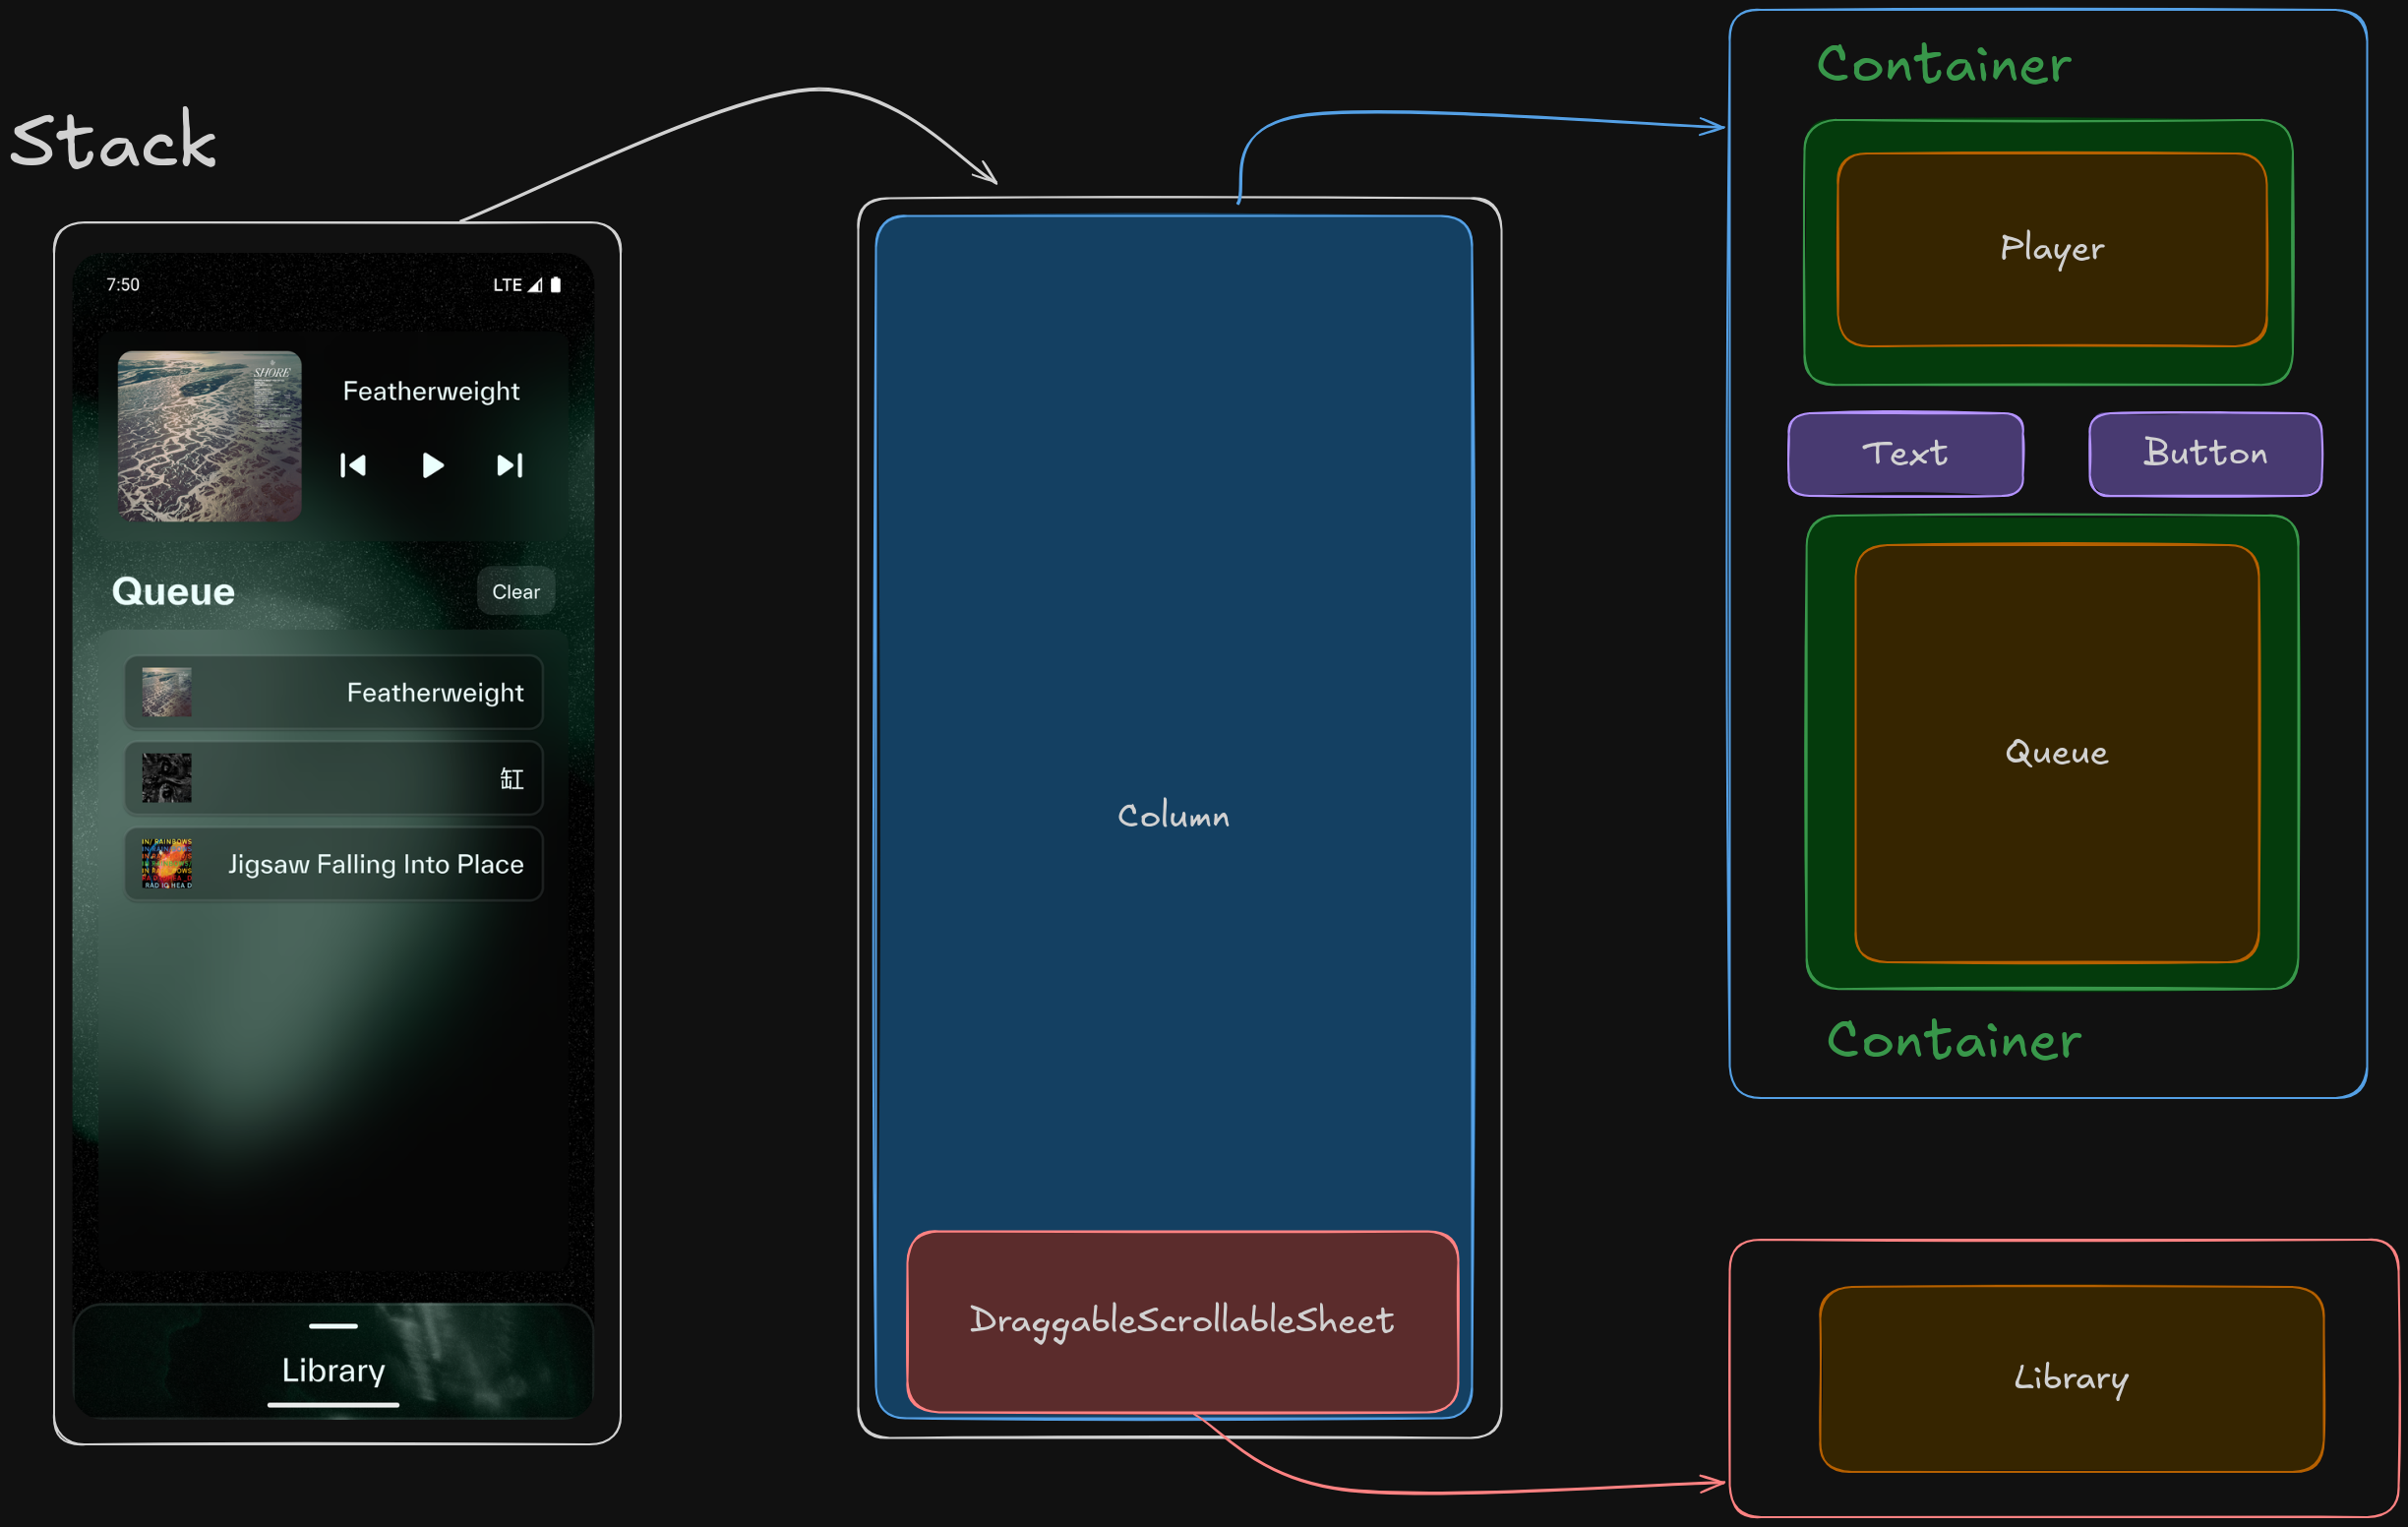 Stack
7:50
LTE
SHORE
Featherweight
Queue
Clear
Featherweight
缸
Jigsaw Falling Into Place
Library
Column
DraggableScrollableSheet
Container
Player
Text
Button
Queue
Container
Library